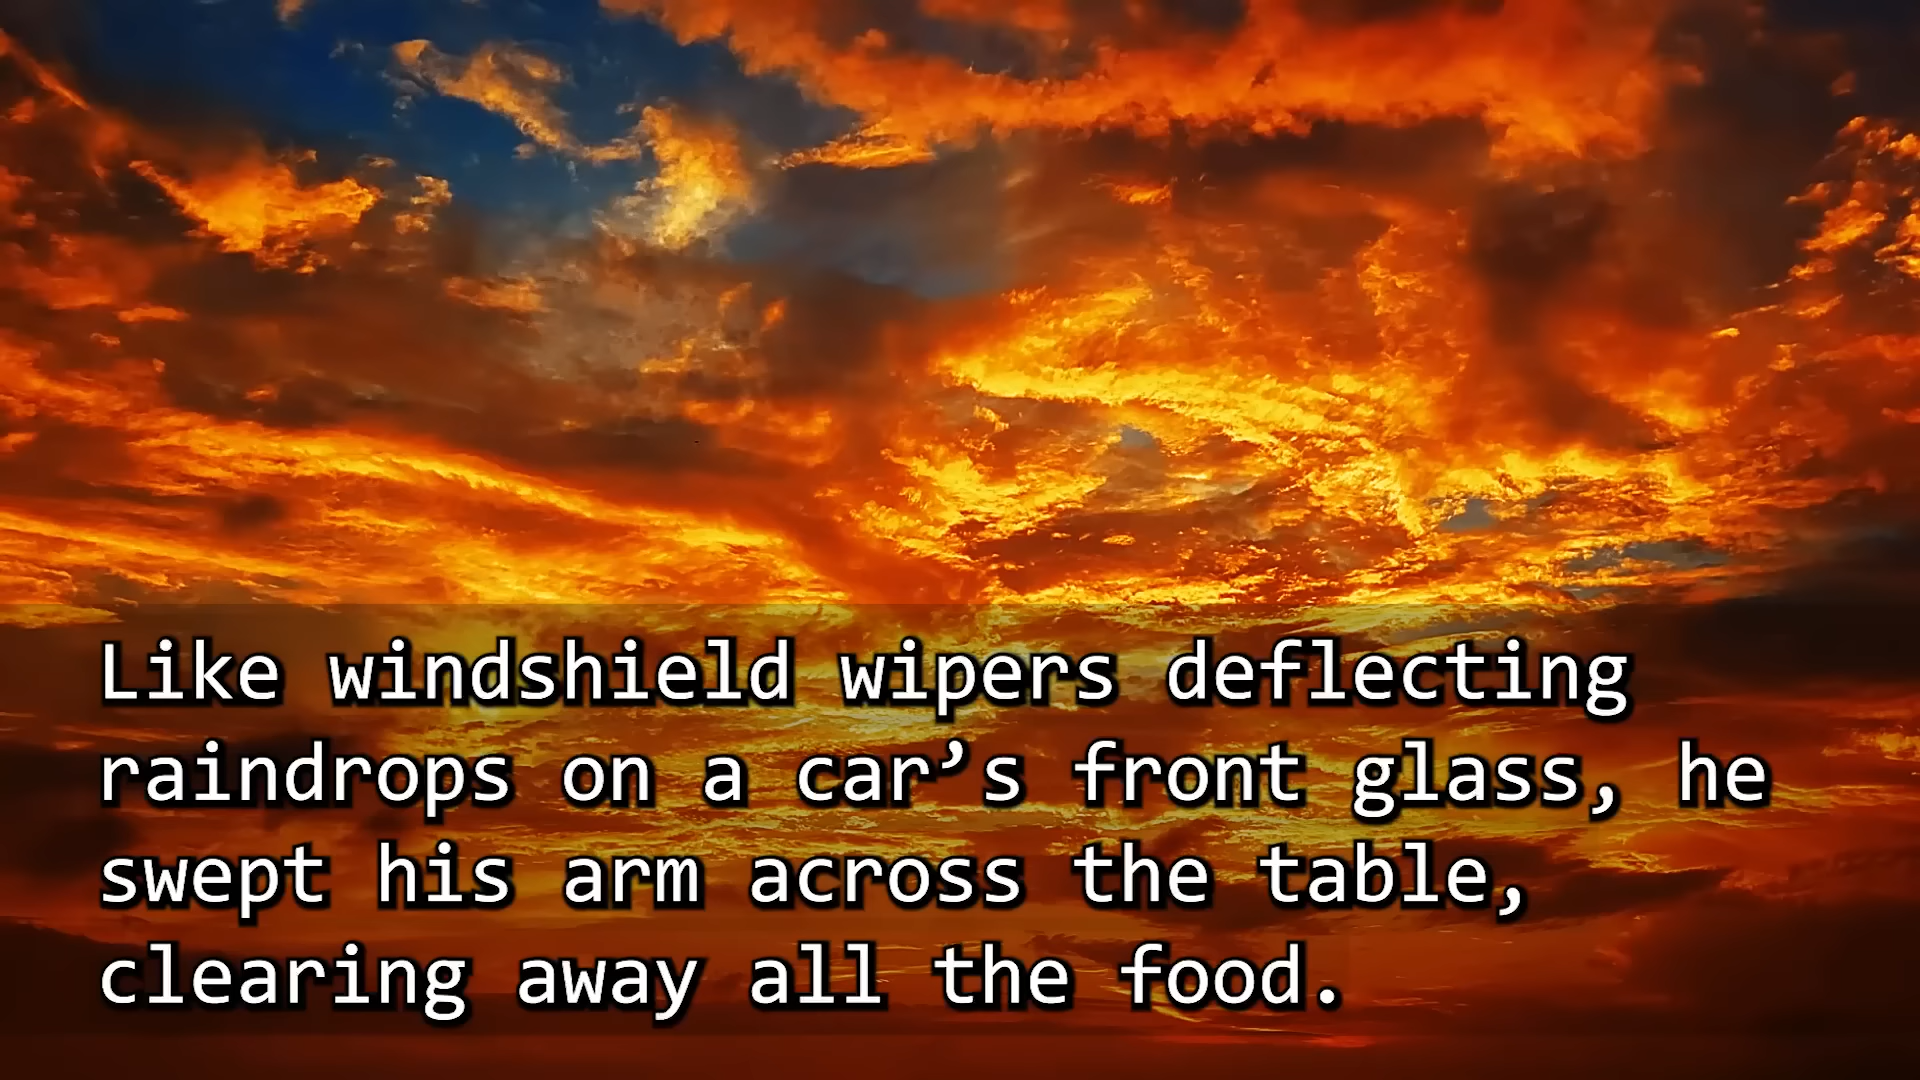 Like windshield wipers deflecting
raindrops on a car’s front glass, he
swept his arm across the table,
clearing away all the food.